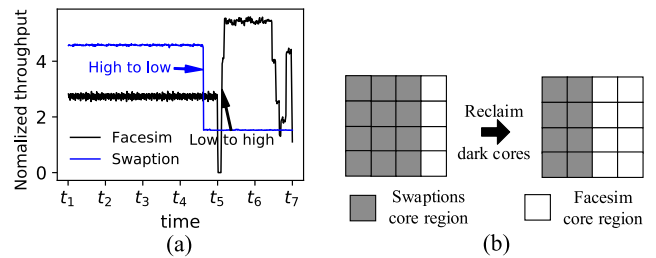 Nomalized throughput
4
2
0
High to low
Low to high
Facesim
Swaption
t1 t2 t3 t4 t5 t6 t7
time
(a)
Reclaim
dark cores
Swaptions
core region
Facesim
core region
(b)